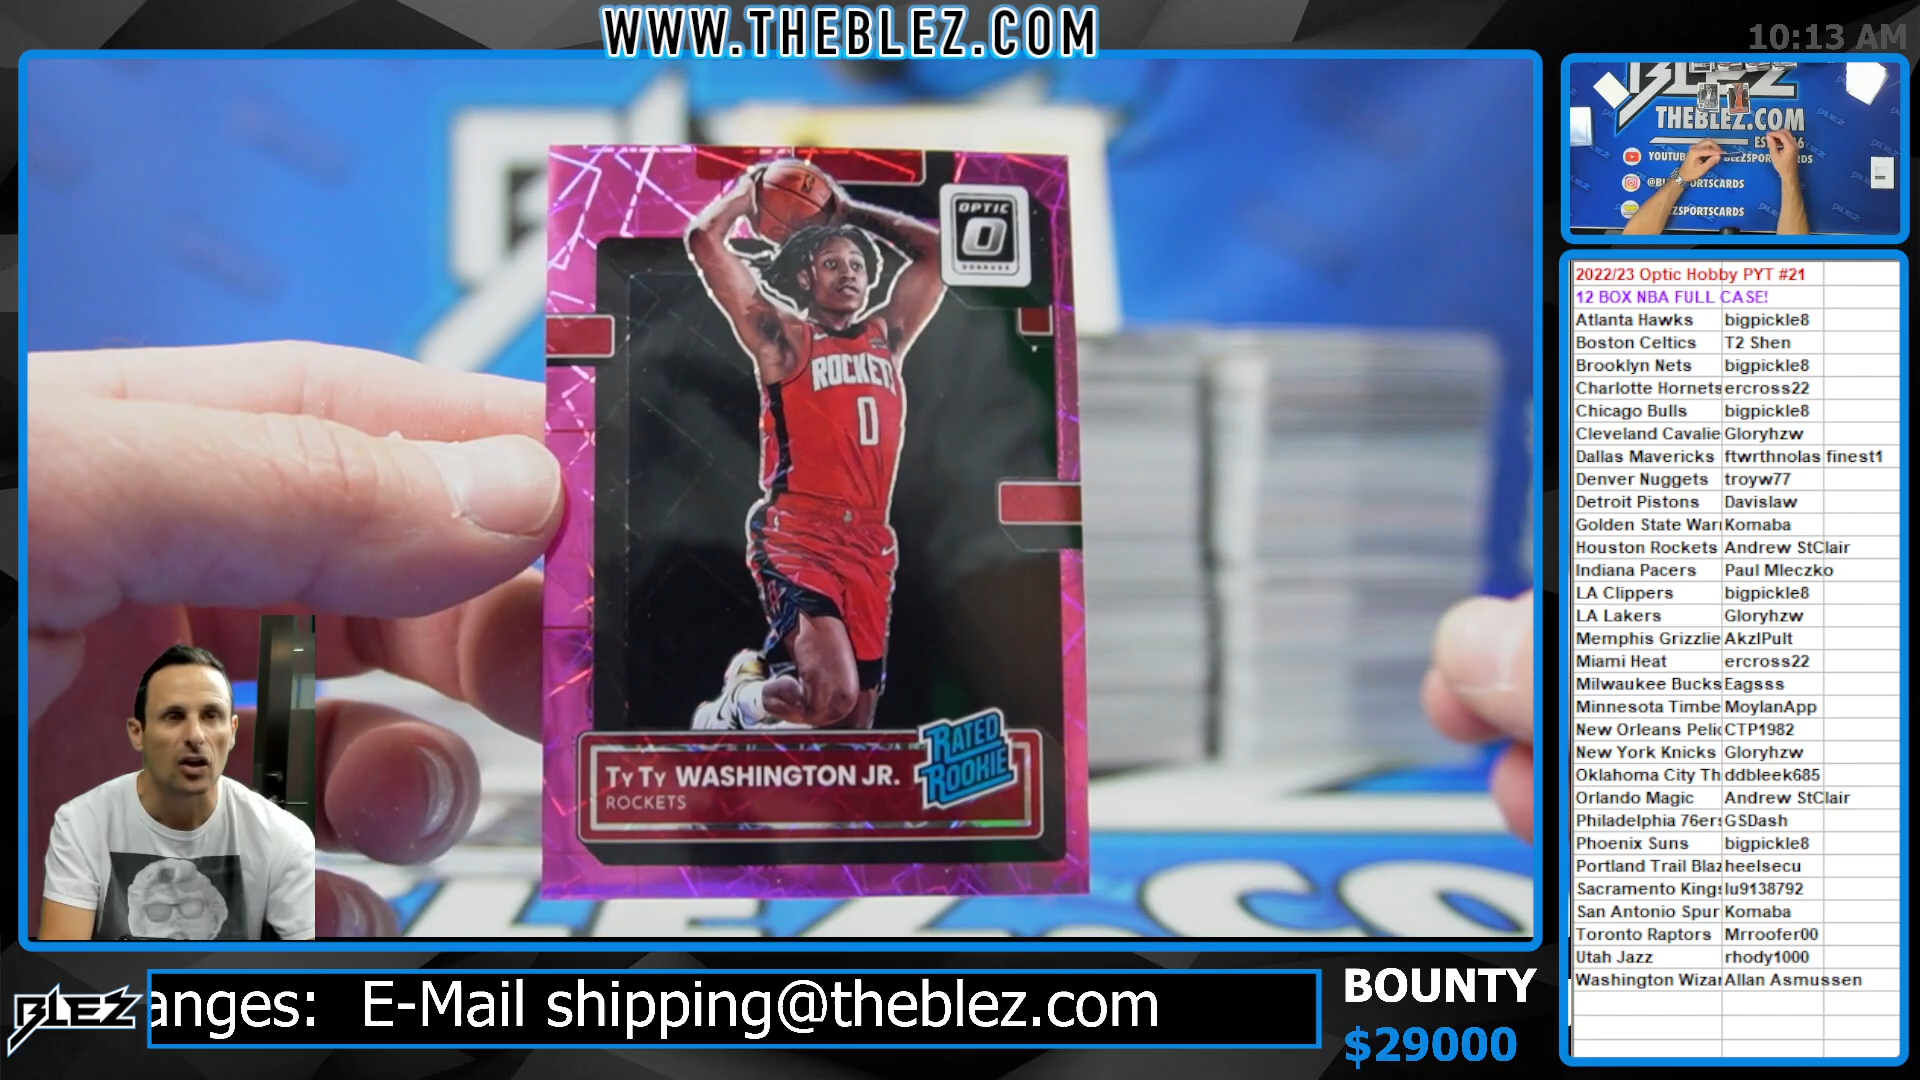 WWW.THEBLEZ.COM
10:13 AM
OPTIC
DONRUSS
ROCKETS
0
RATED
ROOKIE
TY TY WASHINGTON JR.
ROCKETS
BLEZ
THEBLEZ.COM
YOUTUBE
ZSPORTSCARDS
2022/23 Optic Hobby PYT #21
12 BOX NBA FULL CASE!
Atlanta Hawks bigpickle8
Boston Celtics T2 Shen
Brooklyn Nets bigpickle8
Charlotte Hornets ercross22
Chicago Bulls bigpickle8
Cleveland Cavalie Gloryhzw
Dallas Mavericks ftwrthnolas finest1
Denver Nuggets troyw77
Detroit Pistons Davislaw
Golden State Warr Komaba
Houston Rockets Andrew StClair
Indiana Pacers Paul Mleczko
LA Clippers bigpickle8
LA Lakers Gloryhzw
Memphis Grizzlie AkzlPult
Miami Heat ercross22
Milwaukee Bucks Eagsss
Minnesota Timbe MoylanApp
New Orleans Pelic CTP1982
New York Knicks Gloryhzw
Oklahoma City Th ddbleek685
Orlando Magic Andrew StClair
Philadelphia 76ers GSDash
Phoenix Suns bigpickle8
Portland Trail Blaz heelsecu
Sacramento Kings lu9138792
San Antonio Spur Komaba
Toronto Raptors Mrroofer00
Utah Jazz rhody1000
Washington Wizar Allan Asmussen
BLEZ
anges: E-Mail shipping@theblez.com
BOUNTY
$29000